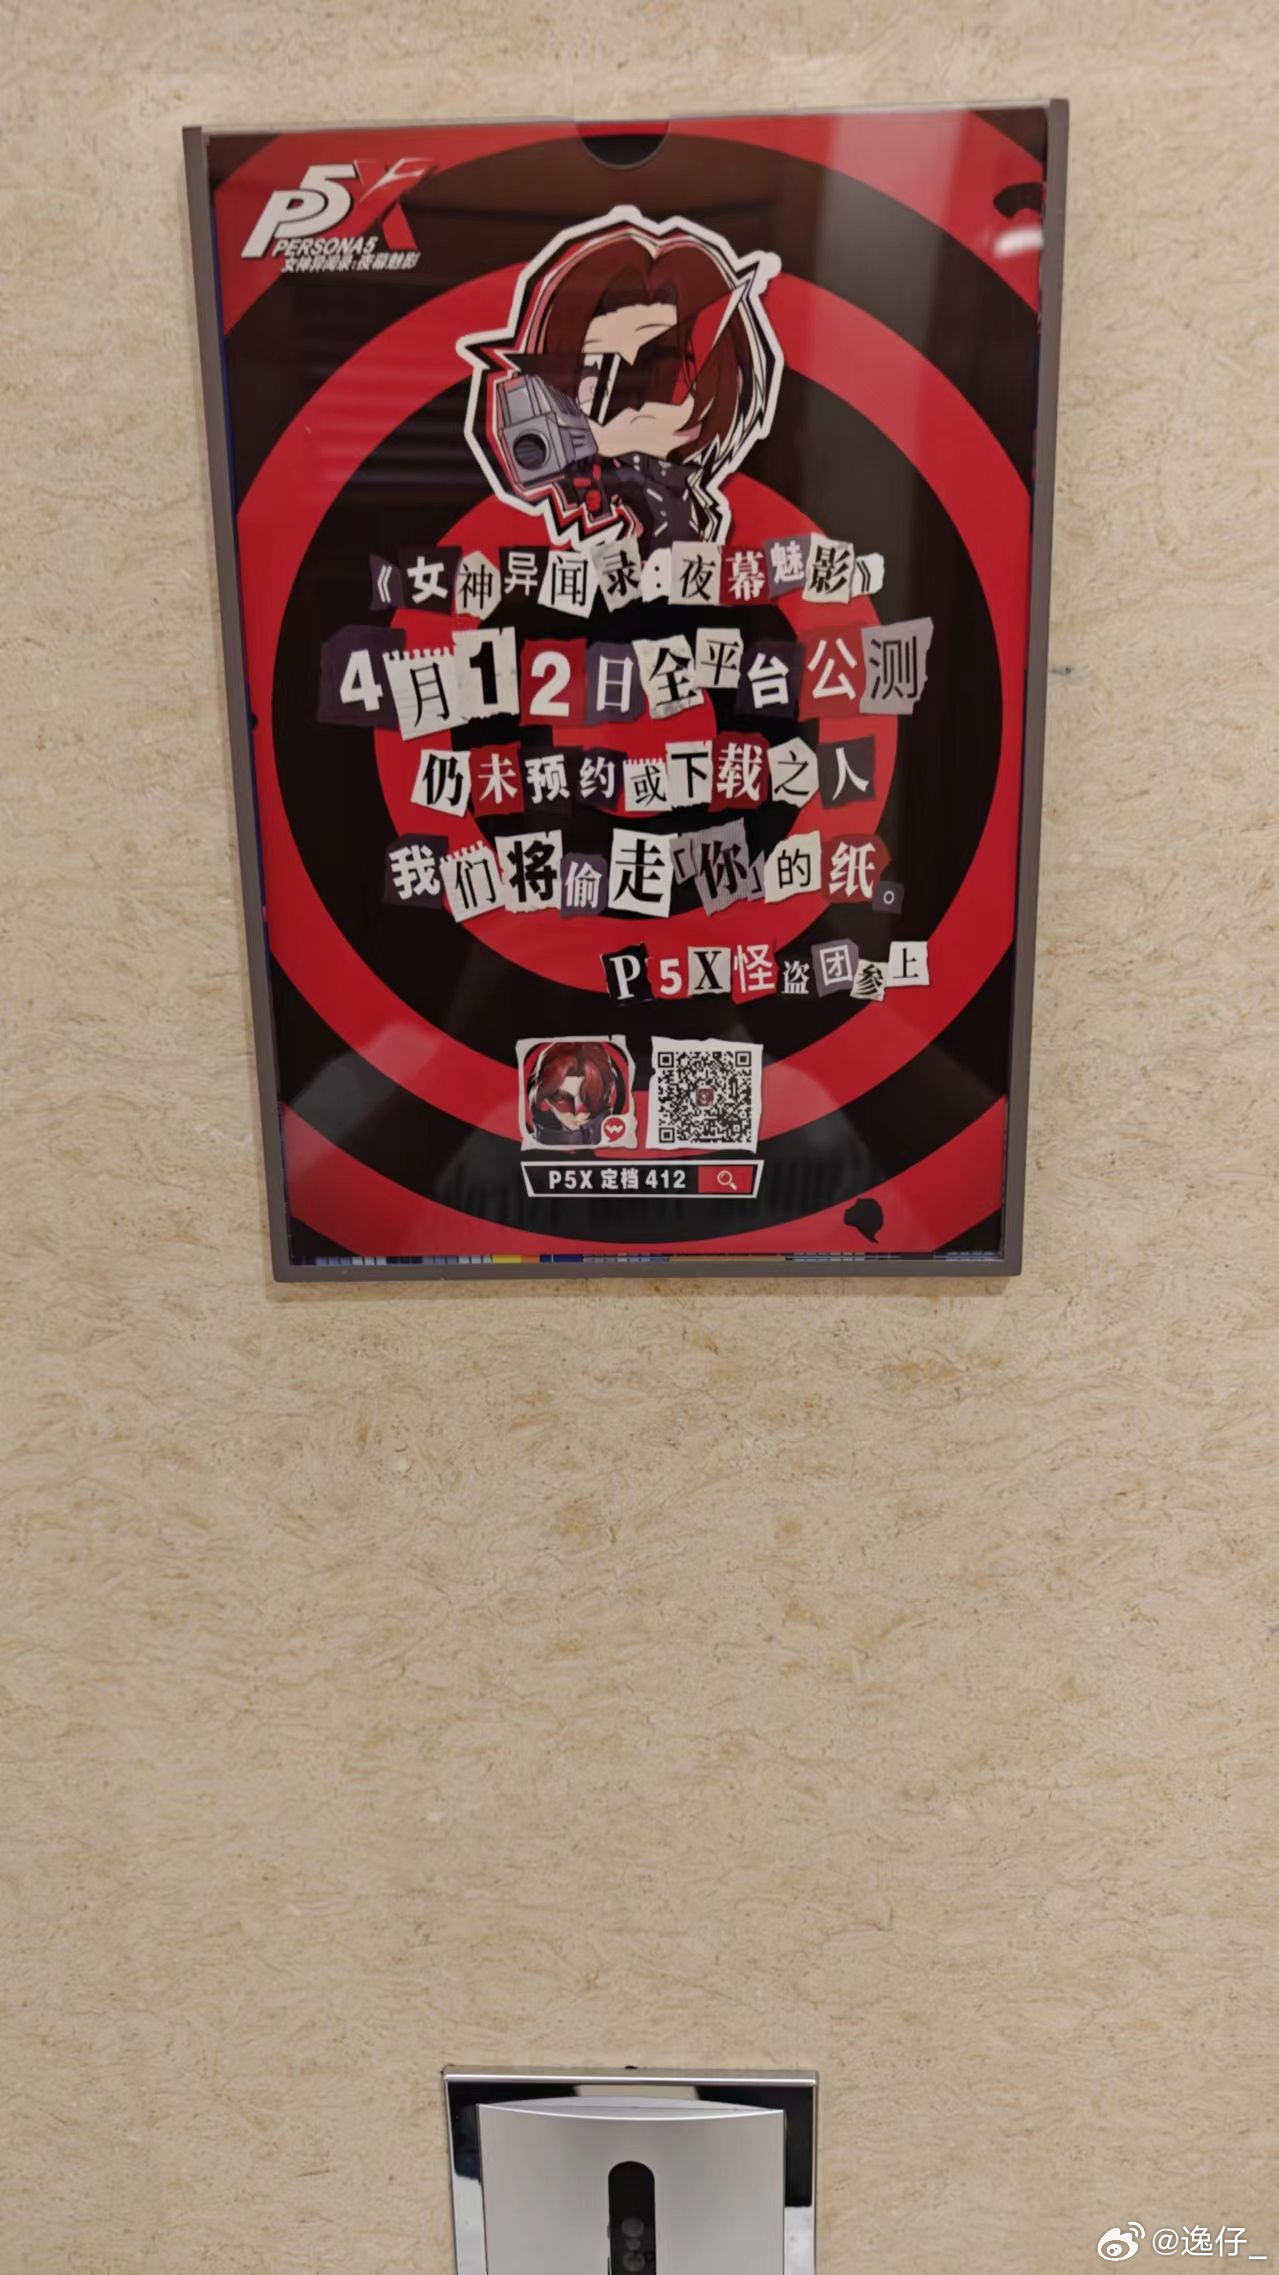 P5X
PERSONA5
女神异闻录:夜幕魅影
《女神异闻录:夜幕魅影》
4月12日全平台公测
仍未预约或下载之人
我们将偷走「你」的纸。
P5X怪盗团参上
P5X 定档 412
@逸仔_